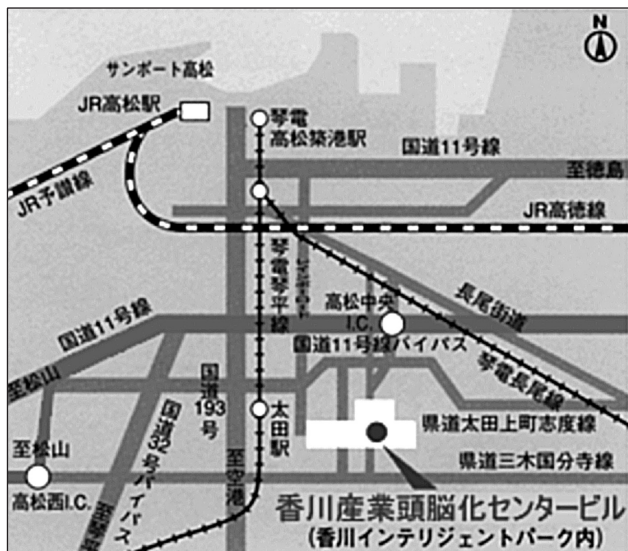 N
サンポート高松
JR高松駅
琴電
高松築港駅
国道11号線
至徳島
JR予讃線
JR高徳線
琴電琴平線
高松中央
I.C.
長尾街道
国道11号線
国道11号線バイパス
至松山
国道193号
国道32号バイパス
太田駅
琴電長尾線
県道太田上町志度線
至松山
高松西I.C.
至空港
県道三木国分寺線
香川産業頭脳化センタービル
(香川インテリジェントパーク内)